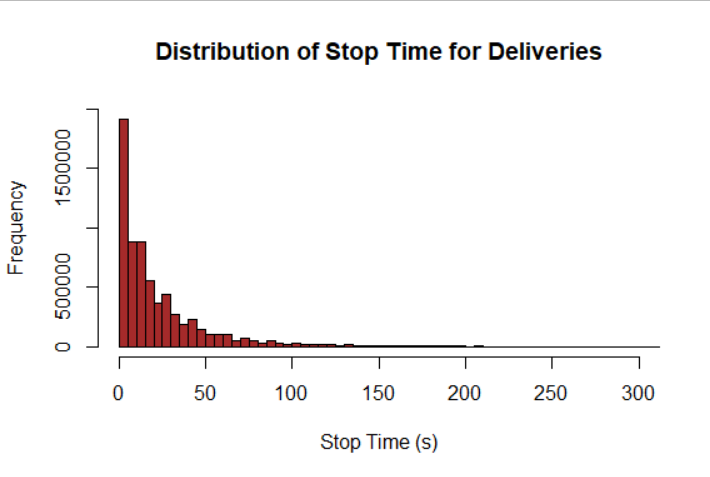 Distribution of Stop Time for Deliveries
Frequency
1500000
500000
0
0 50 100 150 200 250 300
Stop Time (s)